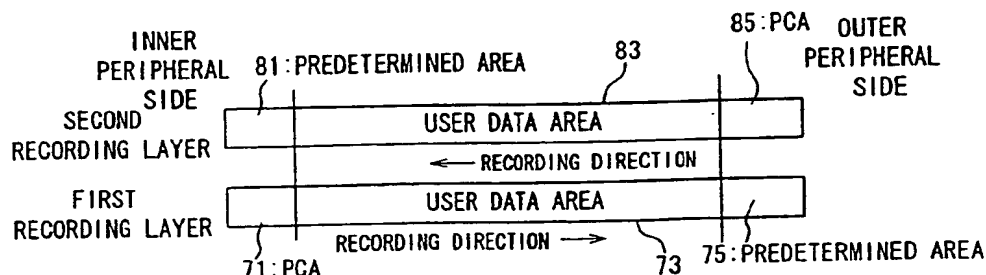 INNER
PERIPHERAL
SIDE
81:PREDETERMINED AREA
83
85:PCA
OUTER
PERIPHERAL
SIDE
SECOND
RECORDING LAYER
USER DATA AREA
← RECORDING DIRECTION
FIRST
RECORDING LAYER
USER DATA AREA
RECORDING DIRECTION →
71:PCA
73
75:PREDETERMINED AREA